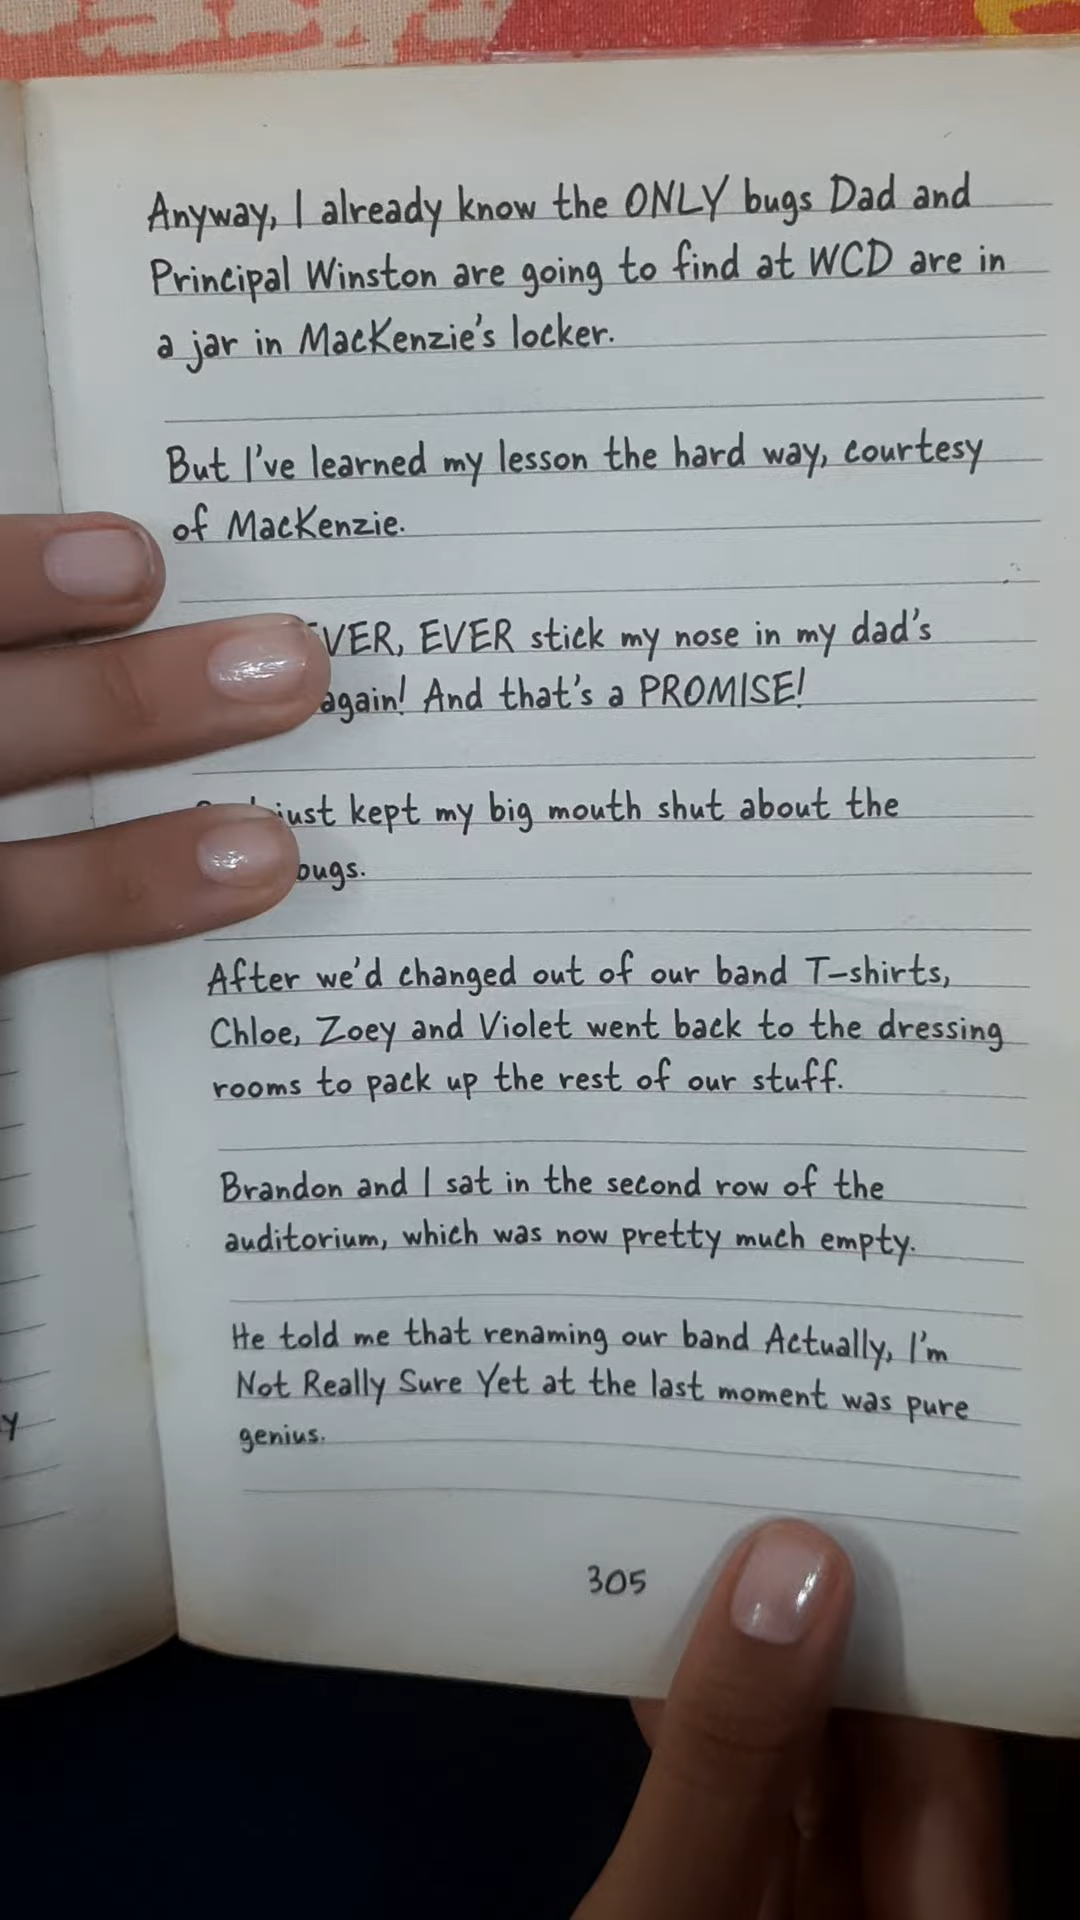 Anyway, I already know the ONLY bugs Dad and
Principal Winston are going to find at WCD are in
a jar in MacKenzie's locker.
But I've learned my lesson the hard way, courtesy
of MacKenzie.
EVER, EVER stick my nose in my dad's
again! And that's a PROMISE!
just kept my big mouth shut about the
bugs.
After we'd changed out of our band T-shirts,
Chloe, Zoey and Violet went back to the dressing
rooms to pack up the rest of our stuff.
Brandon and I sat in the second row of the
auditorium, which was now pretty much empty.
He told me that renaming our band Actually, I'm
Not Really Sure Yet at the last moment was pure
genius.
305
y